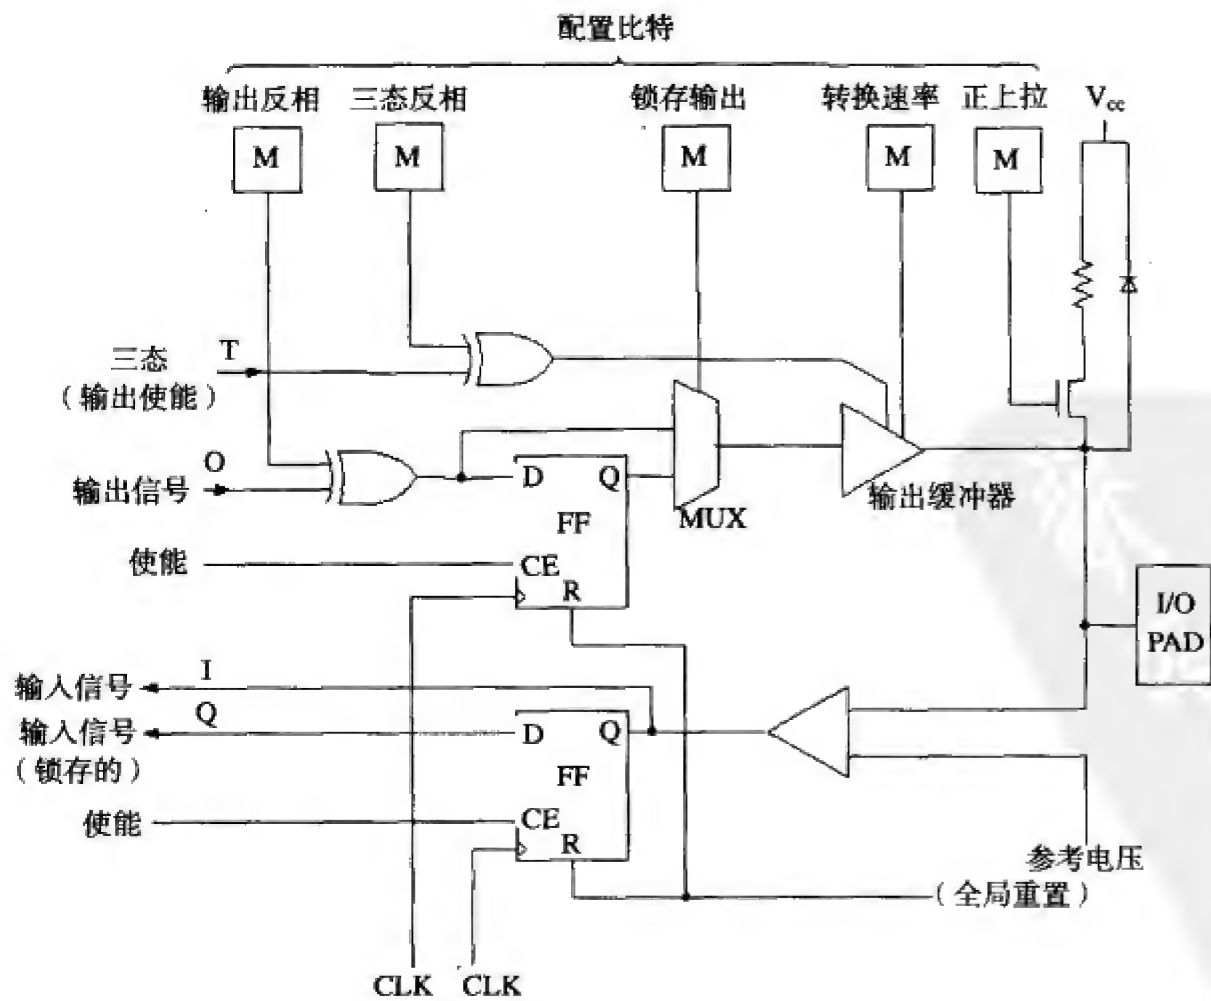 配置比特
输出反相 三态反相 锁存输出 转换速率 正上拉 Vcc
M M M M M
三态 T
（输出使能）
O
输出信号
D Q
FF
MUX
输出缓冲器
使能
CE
R
I/O
PAD
I
输入信号
Q
输入信号
（锁存的）
D Q
FF
使能
CE
R
参考电压
（全局重置）
CLK CLK